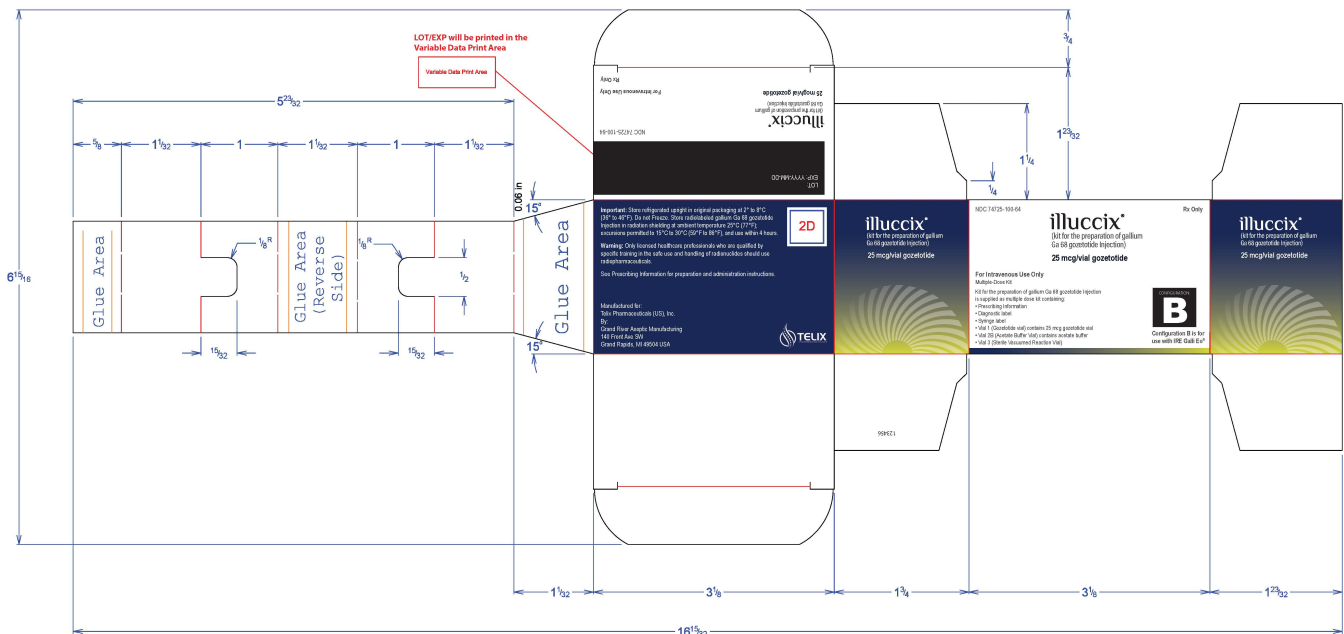 LOT/EXP will be printed in the
Variable Data Print Area
Variable Data Print Area
Rx Only
For Intravenous Use Only
25 mcg/vial gozetotide
Ga 68 gozetotide Injection)
(kit for the preparation of gallium
illuccix®
NDC 74725-100-64
LOT:
EXP: YYYY-MM-DD
3/4
1 23/32
1 1/4
1/4
5 23/32
5/8
1 1/32
1
1 1/32
1
1 1/32
0.06 in
15°
15°
6 15/16
1/8 R
1/8 R
1/2
15/32
15/32
Glue Area
Glue Area
(Reverse
Side)
Glue Area
Important: Store refrigerated upright in original packaging at 2° to 8°C
(36° to 46°F). Do not Freeze. Store radiolabeled gallium Ga 68 gozetotide
Injection in radiation shielding at ambient temperature 25°C (77°F);
excursions permitted to 15°C to 30°C (59°F to 86°F), and use within 4 hours.
Warning: Only licensed healthcare professionals who are qualified by
specific training in the safe use and handling of radionuclides should use
radiopharmaceuticals.
See Prescribing Information for preparation and administration instructions.
2D
Manufactured for:
Telix Pharmaceuticals (US), Inc.
By:
Grand River Aseptic Manufacturing
140 Front Ave SW
Grand Rapids, MI 49504 USA
TELIX
illuccix®
(kit for the preparation of gallium
Ga 68 gozetotide Injection)
25 mcg/vial gozetotide
NDC 74725-100-64
Rx Only
illuccix®
(kit for the preparation of gallium
Ga 68 gozetotide Injection)
25 mcg/vial gozetotide
For Intravenous Use Only
Multiple-Dose Kit
Kit for the preparation of gallium Ga 68 gozetotide Injection
is supplied as multiple dose kit containing:
• Prescribing Information
• Diagnostic label
• Syringe label
• Vial 1 (Gozetotide vial) contains 25 mcg gozetotide vial
• Vial 2B (Acetate Buffer Vial) contains acetate buffer
• Vial 3 (Sterile Vacuumed Reaction Vial)
CONFIGURATION
B
Configuration B is for
use with IRE Galli Eo®
illuccix®
(kit for the preparation of gallium
Ga 68 gozetotide Injection)
25 mcg/vial gozetotide
123456
1 1/32
3 1/8
1 3/4
3 1/8
1 23/32
16 15/32